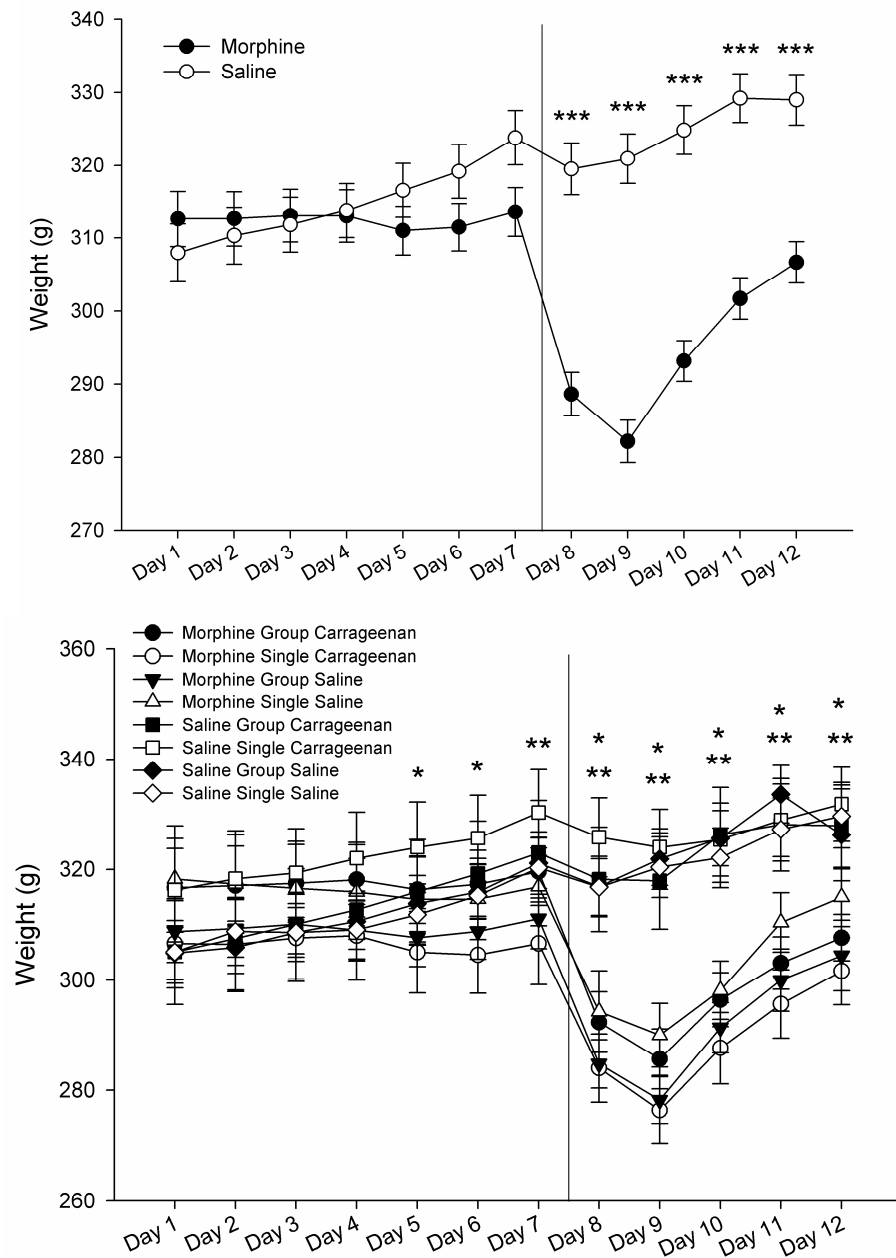 340
330
320
310
300
290
280
270
Weight (g)
Morphine
Saline
*** *** *** *** ***
Day 1 Day 2 Day 3 Day 4 Day 5 Day 6 Day 7 Day 8 Day 9 Day 10 Day 11 Day 12
360
340
320
300
280
260
Weight (g)
Morphine Group Carrageenan
Morphine Single Carrageenan
Morphine Group Saline
Morphine Single Saline
Saline Group Carrageenan
Saline Single Carrageenan
Saline Group Saline
Saline Single Saline
* * * * *
* * ** ** ** ** ** **
Day 1 Day 2 Day 3 Day 4 Day 5 Day 6 Day 7 Day 8 Day 9 Day 10 Day 11 Day 12